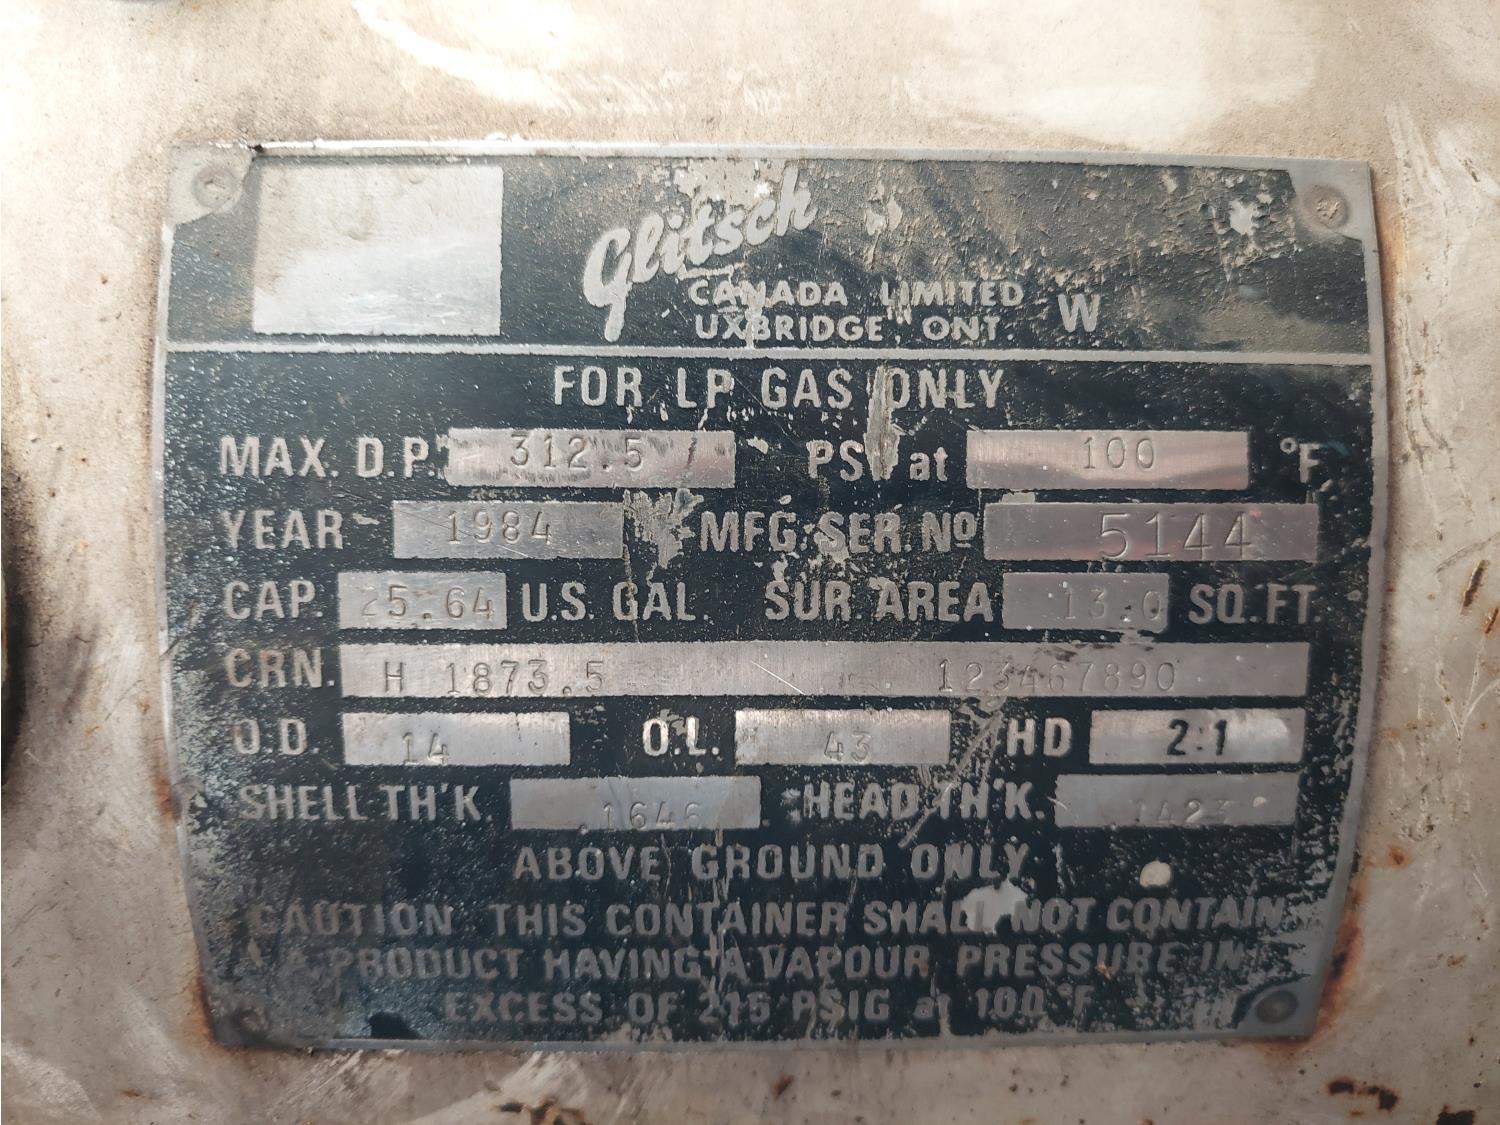 Glitsch
CANADA LIMITED
UXBRIDGE ONT. W
FOR LP GAS ONLY
MAX. D.P. 312.5 PSI at 100 °F
YEAR 1984 MFG. SER. No 5144
CAP. 25.64 U.S. GAL. SUR. AREA 13.0 SQ. FT.
CRN. H 1873.5 123467890
O.D. 14 O.L. 43 HD 2:1
SHELL TH'K. .1646 HEAD TH'K.
ABOVE GROUND ONLY
CAUTION THIS CONTAINER SHALL NOT CONTAIN
A PRODUCT HAVING A VAPOUR PRESSURE IN
EXCESS OF 215 PSIG at 100 °F